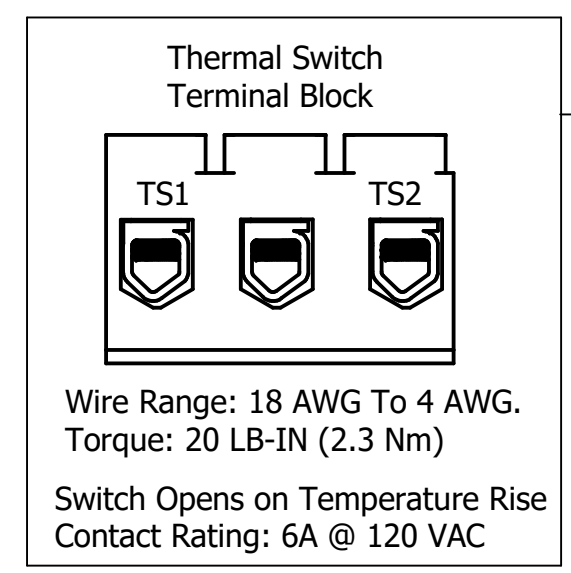 Thermal Switch
Terminal Block
TS1 TS2
Wire Range: 18 AWG To 4 AWG.
Torque: 20 LB-IN (2.3 Nm)
Switch Opens on Temperature Rise
Contact Rating: 6A @ 120 VAC